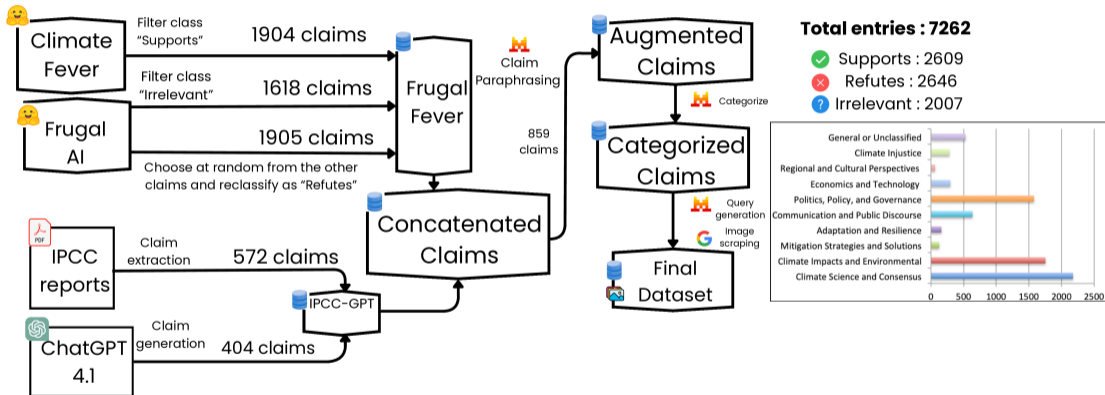 Climate
Fever
Filter class
“Supports”
1904 claims
Filter class
“Irrelevant”
1618 claims
Frugal
AI
1905 claims
Choose at random from the other
claims and reclassify as “Refutes”
Frugal
Fever
Claim
Paraphrasing
859
claims
PDF
IPCC
reports
Claim
extraction
572 claims
IPCC-GPT
ChatGPT
4.1
Claim
generation
404 claims
Concatenated
Claims
Augmented
Claims
Categorize
Categorized
Claims
Query
generation
Image
scraping
Final
Dataset
Total entries : 7262
Supports : 2609
Refutes : 2646
? Irrelevant : 2007
General or Unclassified
Climate Injustice
Regional and Cultural Perspectives
Economics and Technology
Politics, Policy, and Governance
Communication and Public Discourse
Adaptation and Resilience
Mitigation Strategies and Solutions
Climate Impacts and Environmental
Climate Science and Consensus
0 500 1000 1500 2000 2500